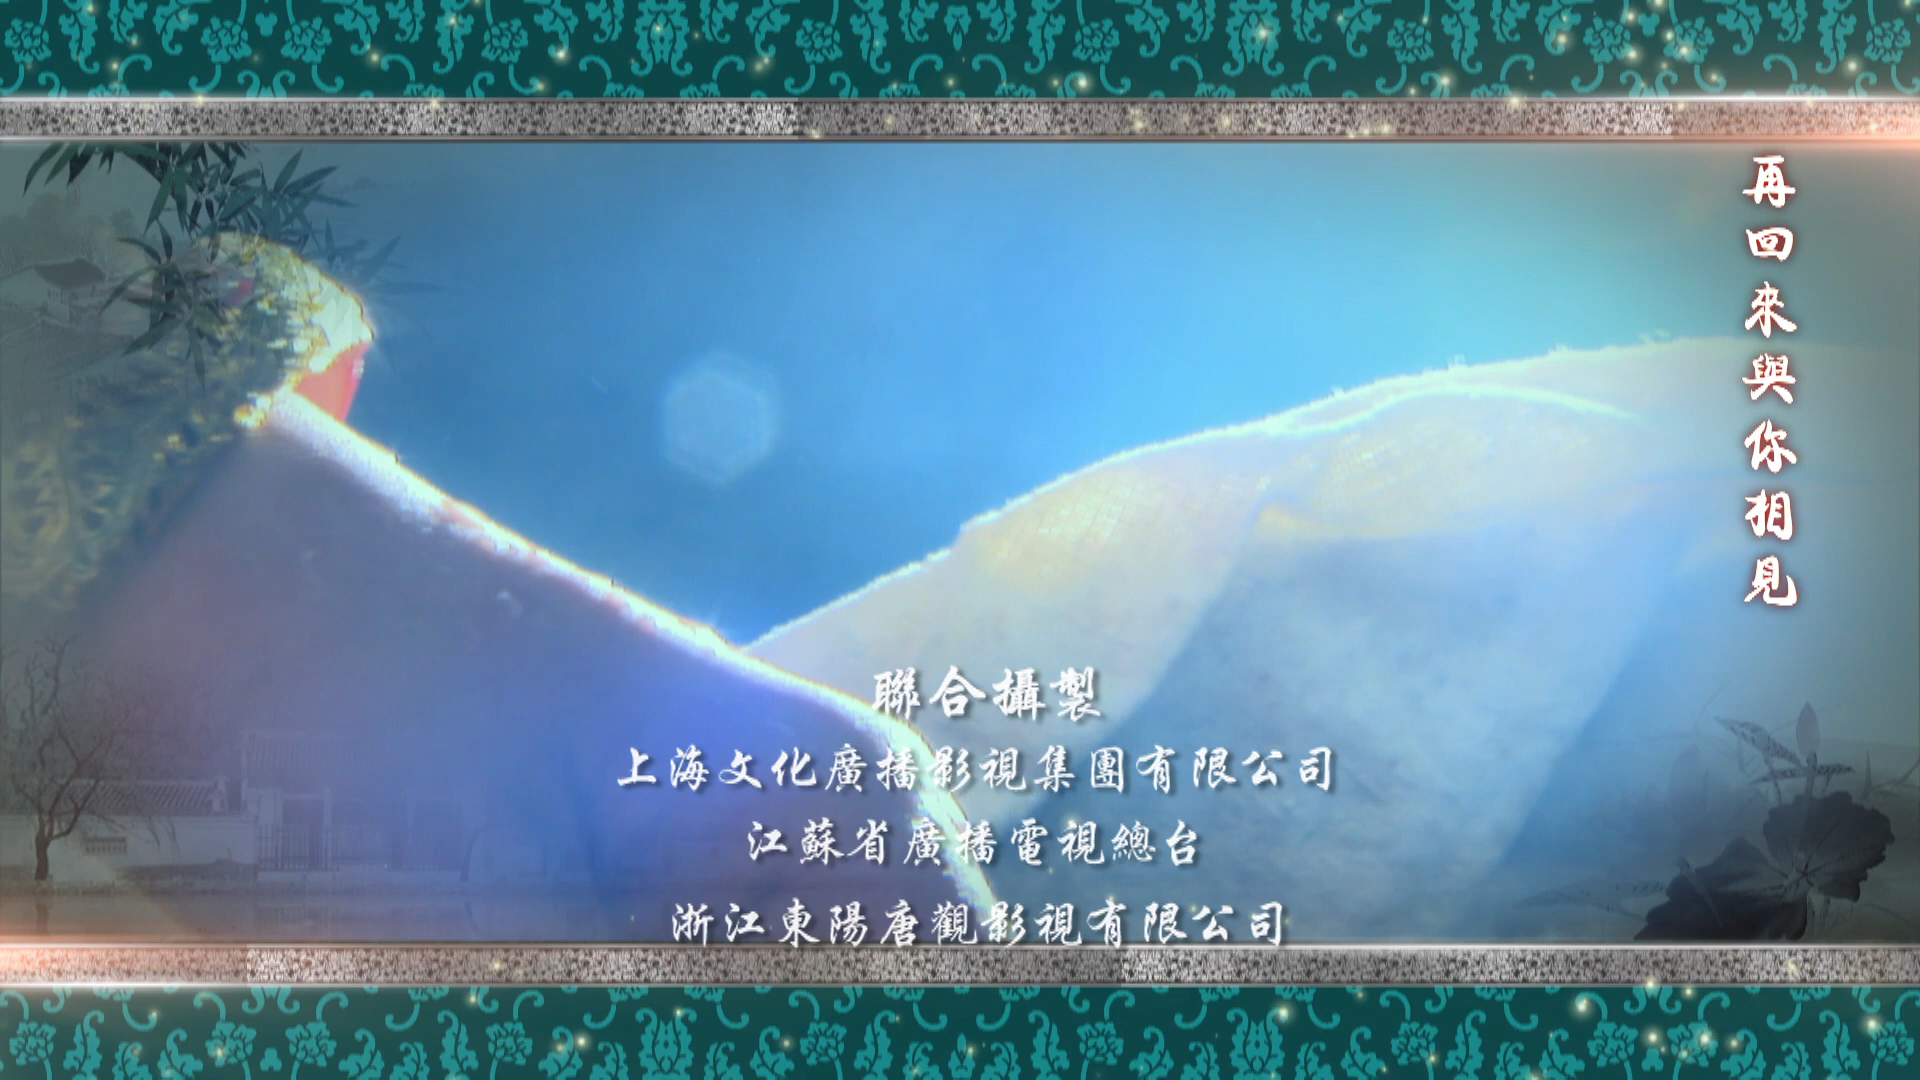 再回來與你相見
聯合攝製
上海文化廣播影視集團有限公司
江蘇省廣播電視總台
浙江東陽唐觀影視有限公司